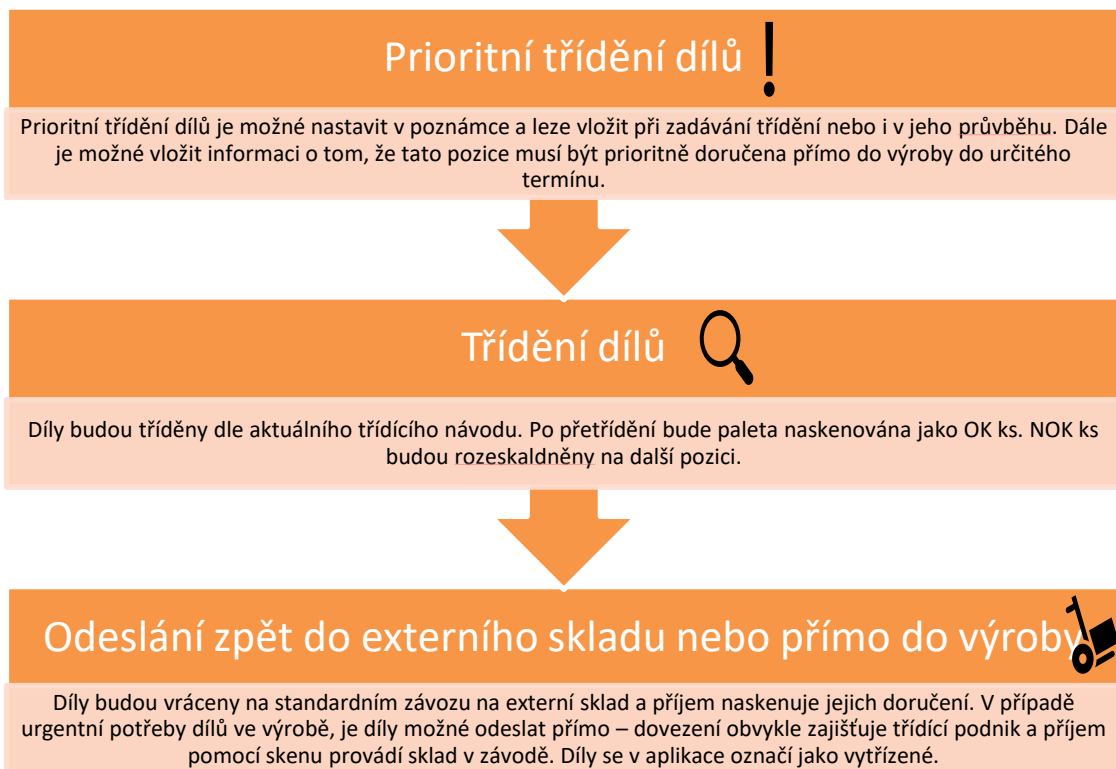 Prioritní třídění dílů
Prioritní třídění dílů je možné nastavit v poznámce a leze vložit při zadávání třídění nebo i v jeho průvběhu. Dále
je možné vložit informaci o tom, že tato pozice musí být prioritně doručena přímo do výroby do určitého
termínu.
Třídění dílů
Díly budou tříděny dle aktuálního třídícího návodu. Po přetřídění bude paleta naskenována jako OK ks. NOK ks
budou rozeskaldněny na další pozici.
Odeslání zpět do externího skladu nebo přímo do výroby
Díly budou vráceny na standardním závozu na externí sklad a příjem naskenuje jejich doručení. V případě
urgentní potřeby dílů ve výrobě, je díly možné odeslat přímo – dovezení obvykle zajišťuje třídící podnik a příjem
pomocí skenu provádí sklad v závodě. Díly se v aplikace označí jako vytřízené.